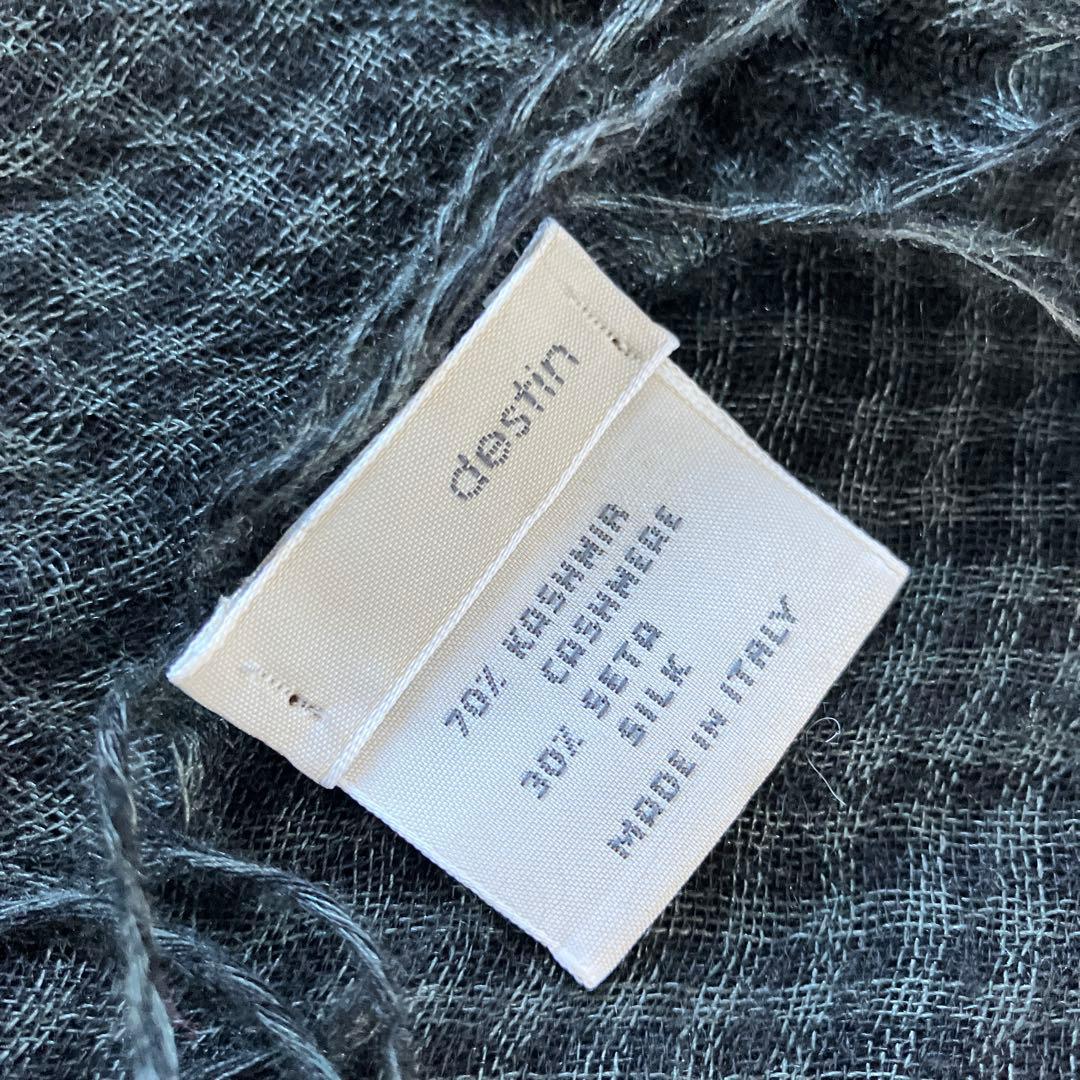 destin
70% KASHMIR
CASHMERE
30% SETA
SILK
MADE IN ITALY